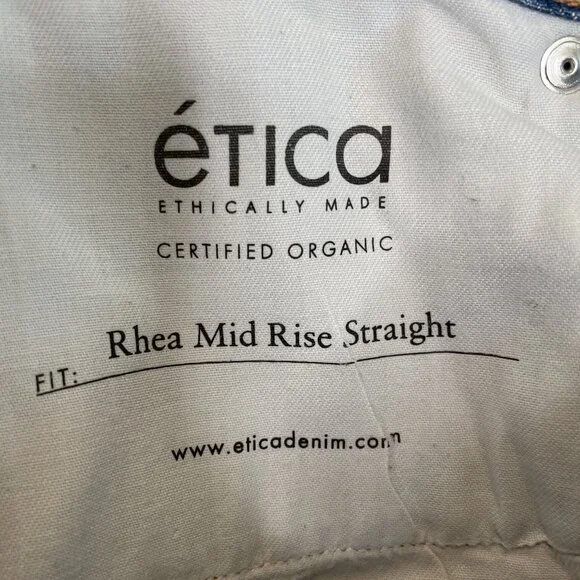 éTICa
ETHICALLY MADE
CERTIFIED ORGANIC
FIT: Rhea Mid Rise Straight
www.eticadenim.com